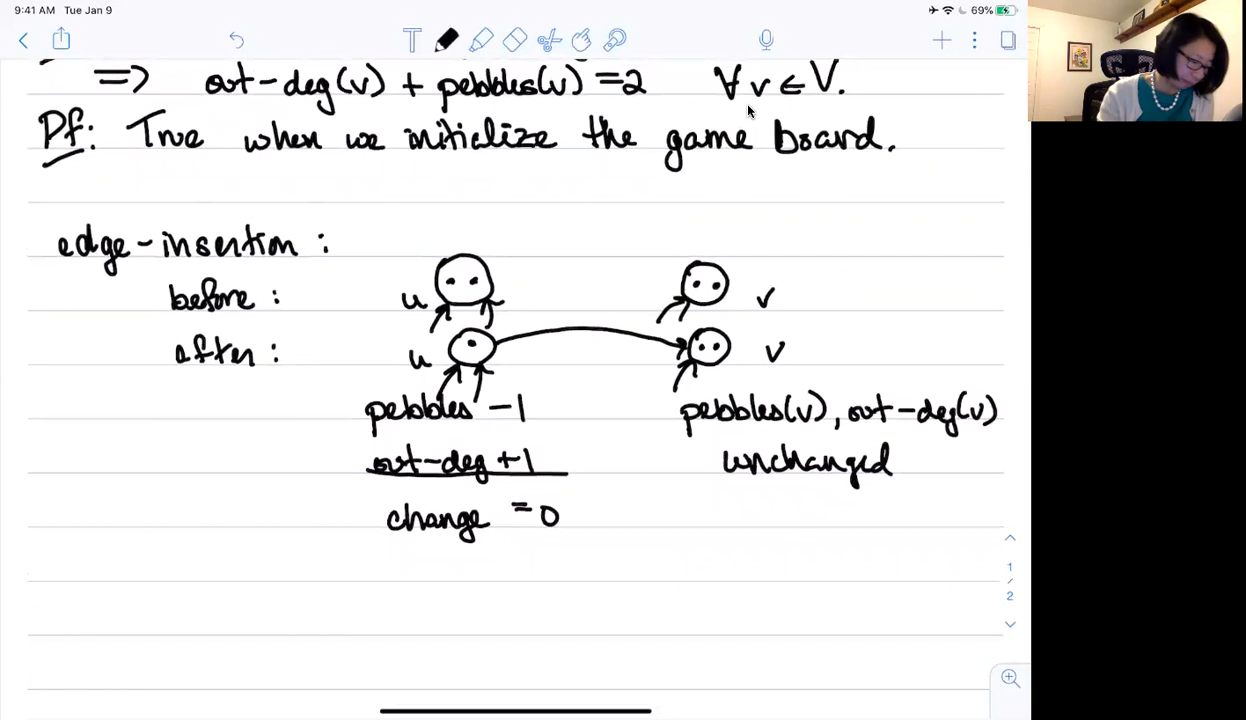 9:41 AM Tue Jan 9 69%
=> out-deg(v) + pebbles(v) = 2 ∀ v ∈ V.
Pf: True when we initialize the game board.
edge-insertion :
before : u v
after : u v
pebbles -1 pebbles(v), out-deg(v)
out-deg +1 unchanged
change = 0
1
/
2